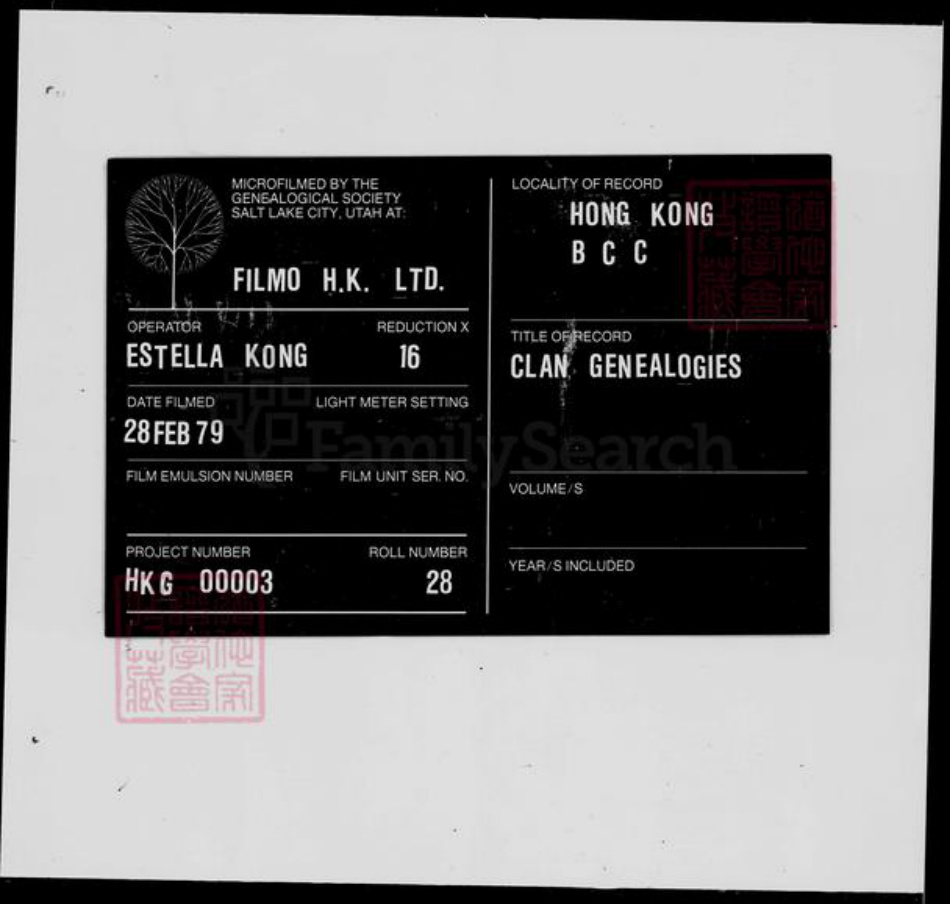 MICROFILMED BY THE
GENEALOGICAL SOCIETY
SALT LAKE CITY, UTAH AT:
FILMO H.K. LTD.
OPERATOR REDUCTION X
ESTELLA KONG 16
DATE FILMED LIGHT METER SETTING
28 FEB 79
FILM EMULSION NUMBER FILM UNIT SER. NO.
PROJECT NUMBER ROLL NUMBER
HKG 00003 28
LOCALITY OF RECORD
HONG KONG
B C C
TITLE OF RECORD
CLAN GENEALOGIES
VOLUME/S
YEAR/S INCLUDED
FamilySearch